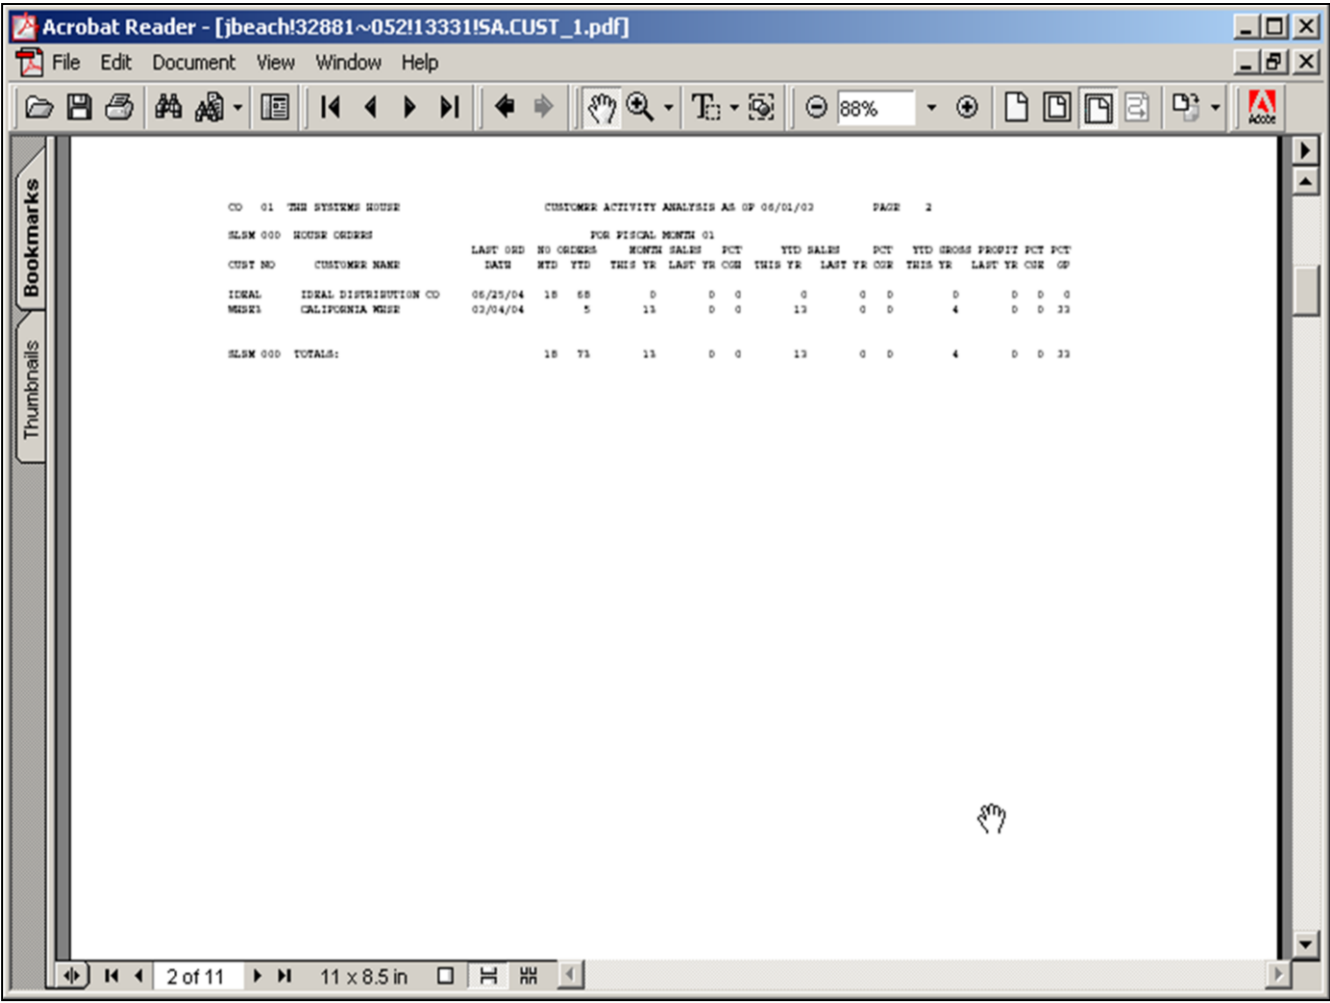 Acrobat Reader - [jbeach!32881~052!13331!SA.CUST_1.pdf]
File Edit Document View Window Help
88%
Adobe
Bookmarks
Thumbnails
CO 01 THE SYSTEMS HOUSE CUSTOMER ACTIVITY ANALYSIS AS OF 06/01/03 PAGE 2
SLSM 000 HOUSE ORDERS FOR FISCAL MONTH 01
LAST ORD NO ORDERS MONTH SALES PCT YTD SALES PCT YTD GROSS PROFIT PCT PCT
CUST NO CUSTOMER NAME DATE MTD YTD THIS YR LAST YR CGE THIS YR LAST YR CGE THIS YR LAST YR CGE GP
IDEAL IDEAL DISTRIBUTION CO 06/25/04 18 68 0 0 0 0 0 0 0 0 0 0
CALIFORNIA WHSE 03/04/04 5 13 0 0 13 0 0 4 0 0 33
SLSM 000 TOTALS: 18 73 13 0 0 13 0 0 4 0 0 33
2 of 11 11 x 8.5 in